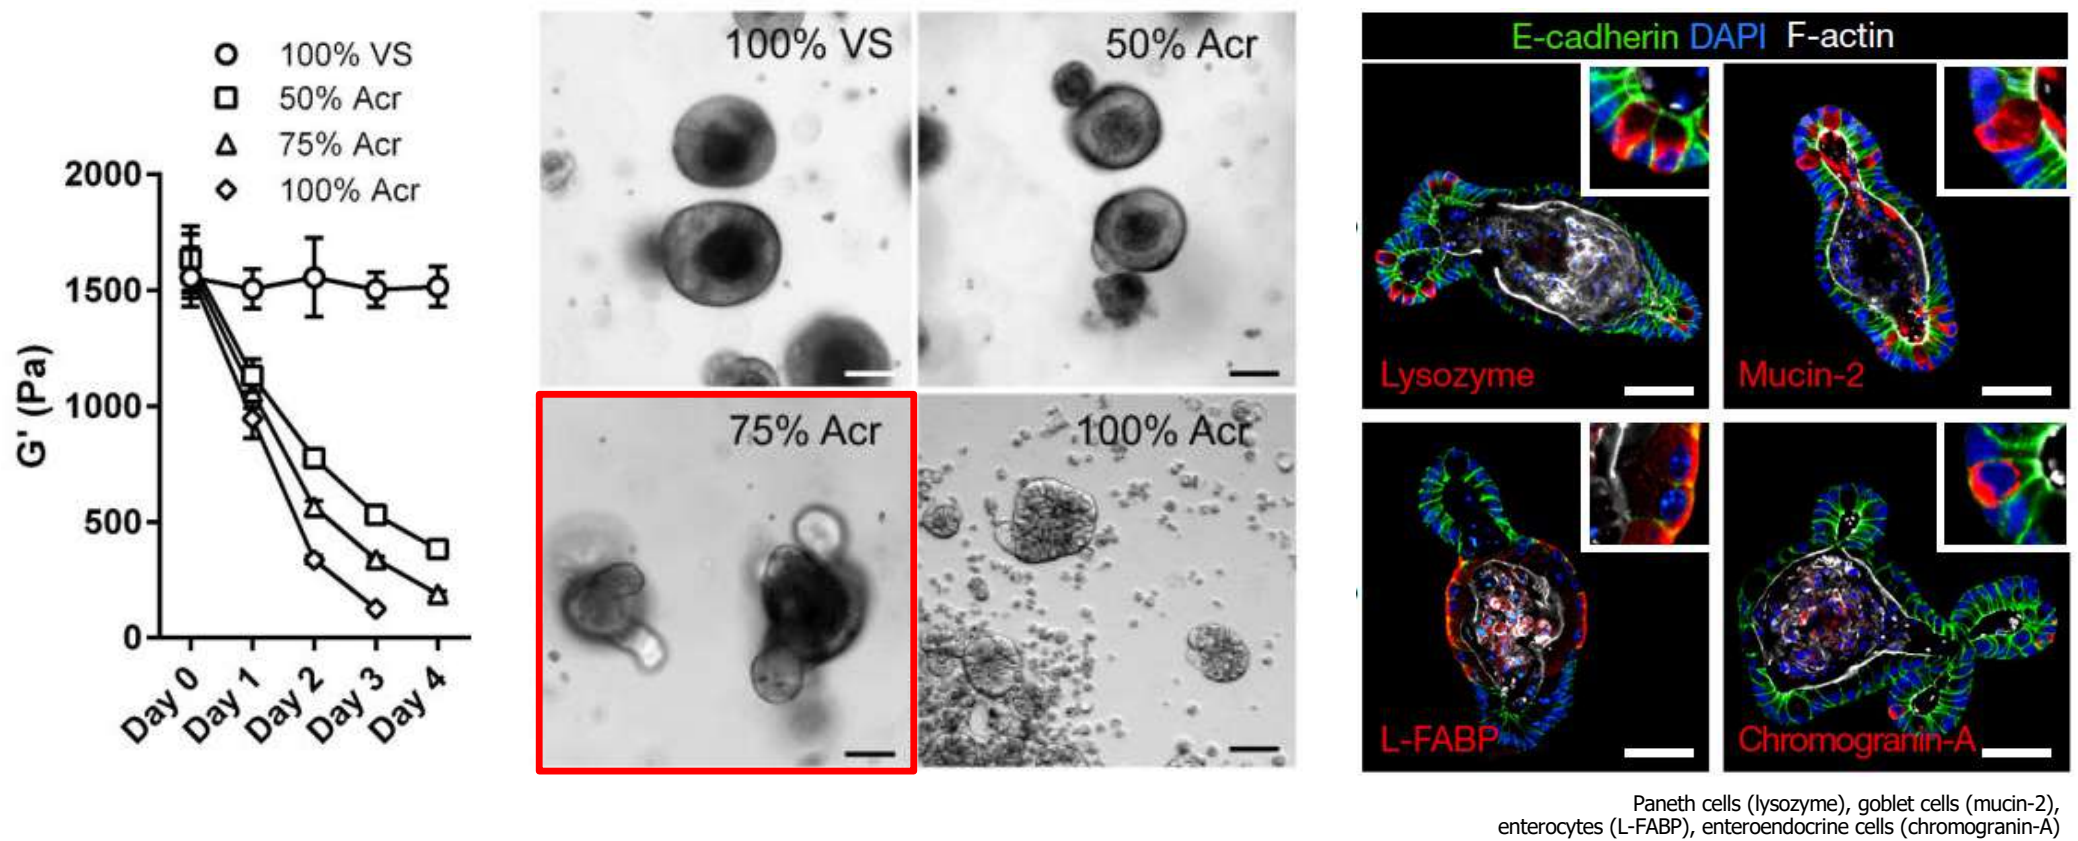 100% VS
50% Acr
75% Acr
100% Acr
2000
1500
1000
500
0
G' (Pa)
Day 0
Day 1
Day 2
Day 3
Day 4
100% VS
50% Acr
75% Acr
100% Acr
E-cadherin DAPI F-actin
Lysozyme
Mucin-2
L-FABP
Chromogranin-A
Paneth cells (lysozyme), goblet cells (mucin-2),
enterocytes (L-FABP), enteroendocrine cells (chromogranin-A)